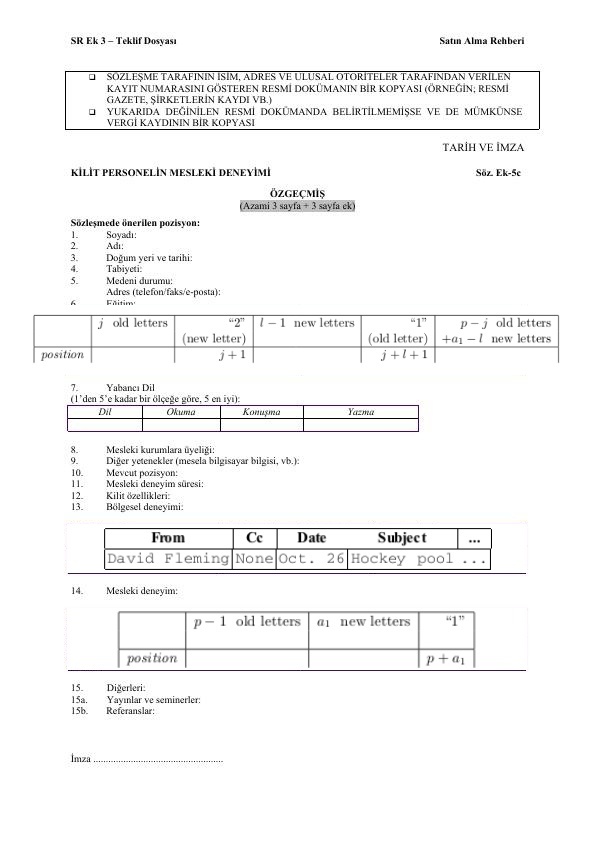 SR Ek 3 – Teklif Dosyası Satın Alma Rehberi
❑ SÖZLEŞME TARAFININ İSİM, ADRES VE ULUSAL OTORİTELER TARAFINDAN VERİLEN
KAYIT NUMARASINI GÖSTEREN RESMİ DOKÜMANIN BİR KOPYASI (ÖRNEĞİN; RESMİ
GAZETE, ŞİRKETLERİN KAYDI VB.)
❑ YUKARIDA DEĞİNİLEN RESMİ DOKÜMANDA BELİRTİLMEMİŞSE VE DE MÜMKÜNSE
VERGİ KAYDININ BİR KOPYASI
TARİH VE İMZA
KİLİT PERSONELİN MESLEKİ DENEYİMİ Söz. Ek-5c
ÖZGEÇMİŞ
(Azami 3 sayfa + 3 sayfa ek)
Sözleşmede önerilen pozisyon:
1. Soyadı:
2. Adı:
3. Doğum yeri ve tarihi:
4. Tabiyeti:
5. Medeni durumu:
Adres (telefon/faks/e-posta):
6. Eğitim:
j old letters “2” l − 1 new letters “1” p − j old letters
(new letter) (old letter) +a₁ − l new letters
position j + 1 j + l + 1
7. Yabancı Dil
(1’den 5’e kadar bir ölçeğe göre, 5 en iyi):
Dil Okuma Konuşma Yazma
8. Mesleki kurumlara üyeliği:
9. Diğer yetenekler (mesela bilgisayar bilgisi, vb.):
10. Mevcut pozisyon:
11. Mesleki deneyim süresi:
12. Kilit özellikleri:
13. Bölgesel deneyimi:
From Cc Date Subject ...
David Fleming None Oct. 26 Hockey pool ...
14. Mesleki deneyim:
p − 1 old letters a₁ new letters “1”
position p + a₁
15. Diğerleri:
15a. Yayınlar ve seminerler:
15b. Referanslar:
İmza ....................................................